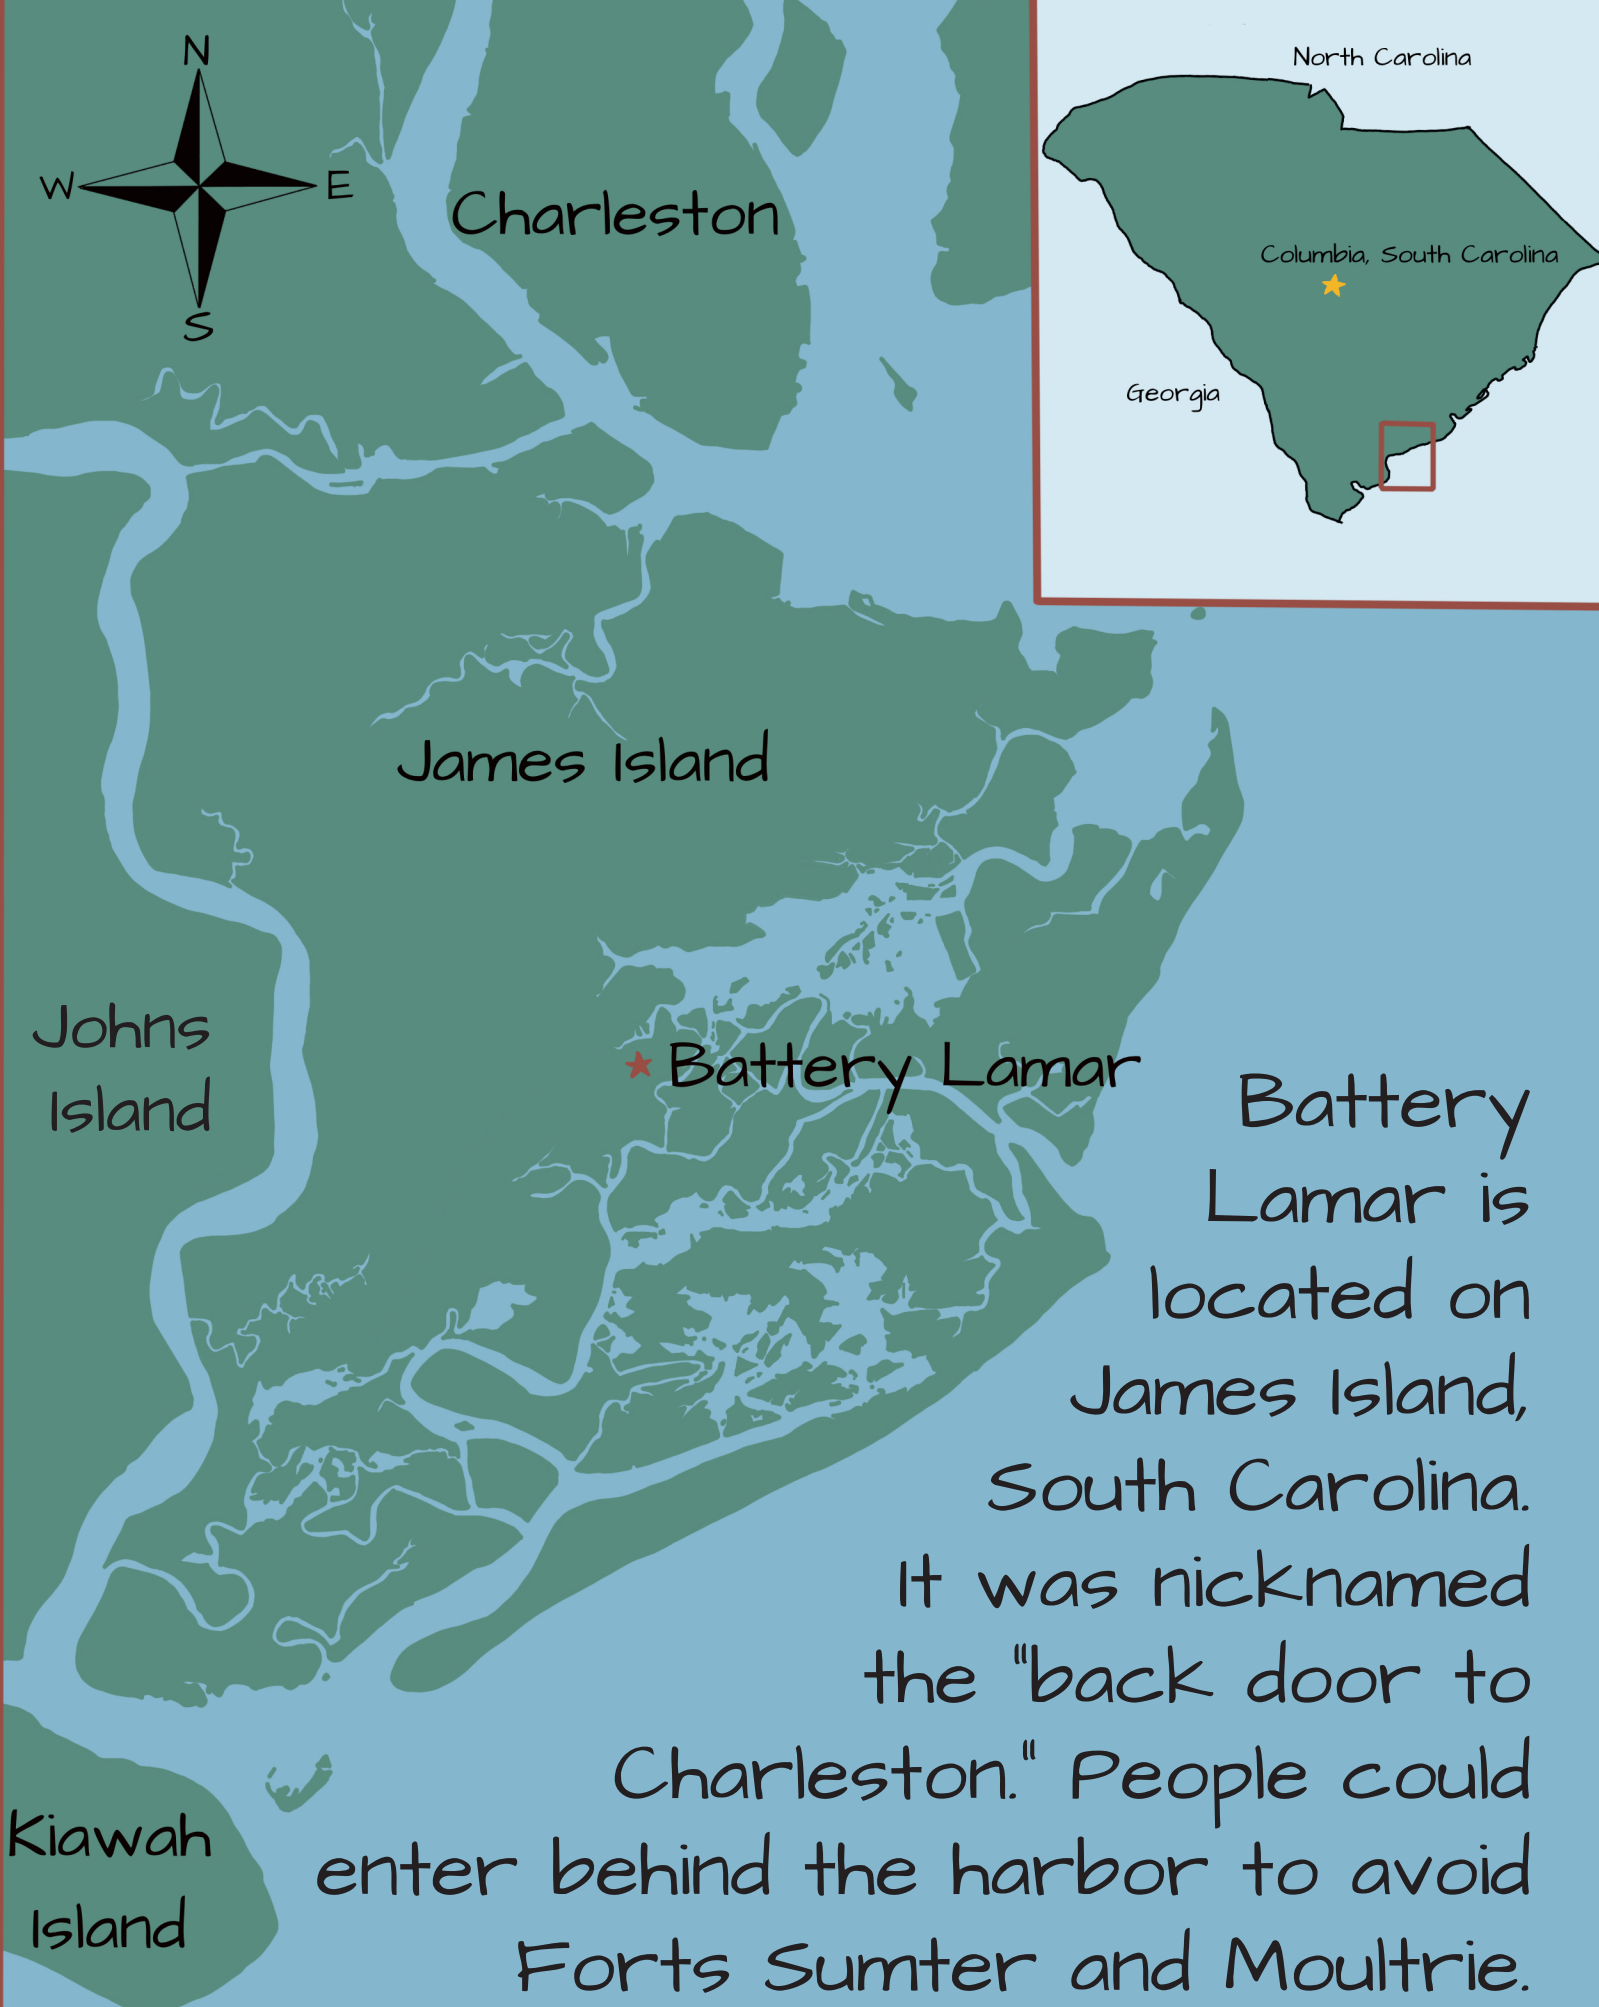 N
W
E
S
North Carolina
Columbia, South Carolina
Georgia
Charleston
James Island
Johns
Island
Battery Lamar
Battery
Lamar is
located on
James Island,
South Carolina.
It was nicknamed
the "back door to
Charleston." People could
enter behind the harbor to avoid
Forts Sumter and Moultrie.
Kiawah
Island